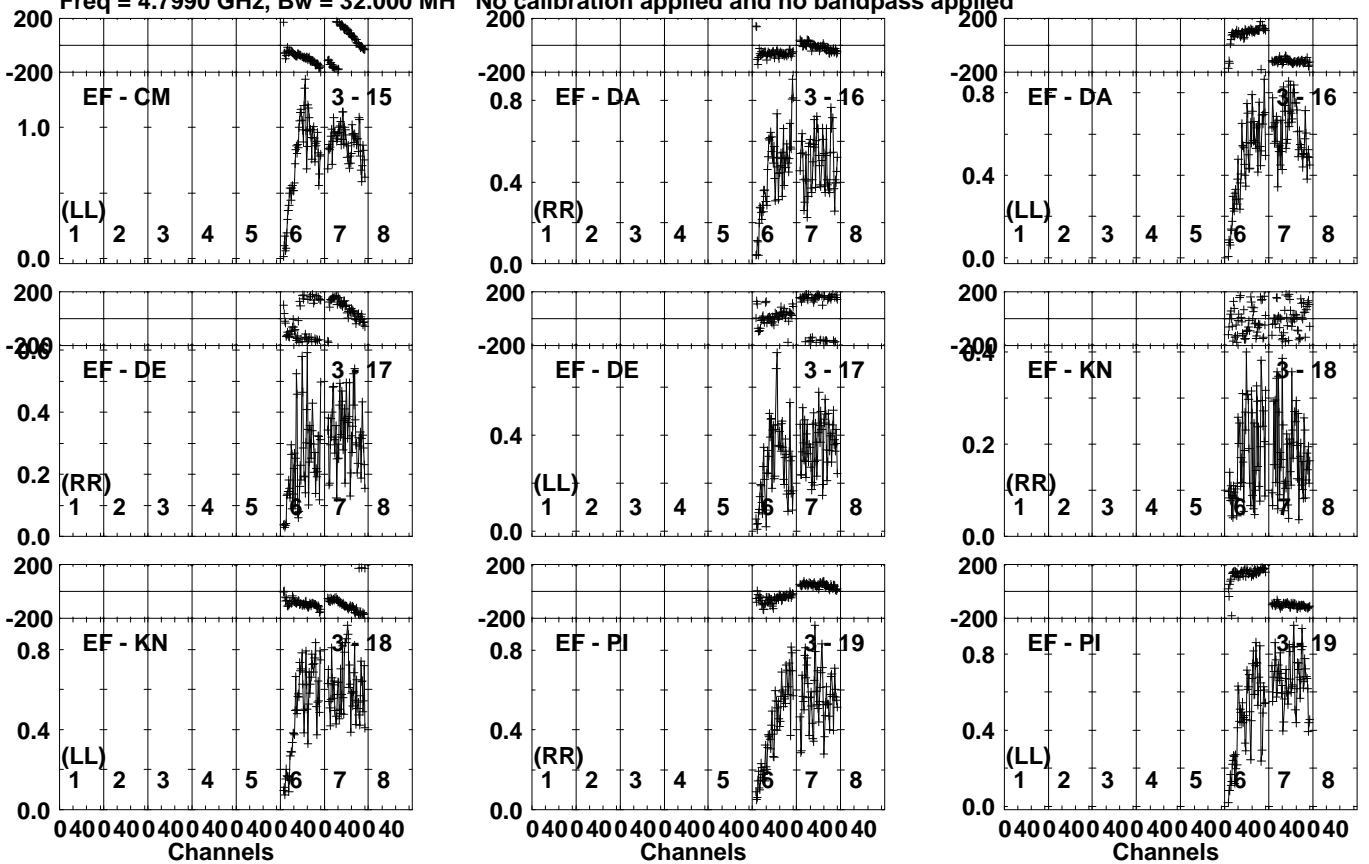 Freq = 4.7990 GHz, Bw = 32.000 MH No calibration applied and no bandpass applied
200 200 200
-200 -200 -200
EF - CM 3 - 15 EF - DA 3 - 16 EF - DA 3 - 16
1.0 0.8 0.8
0.4 0.4
(LL) (RR) (LL)
1 2 3 4 5 6 7 8 1 2 3 4 5 6 7 8 1 2 3 4 5 6 7 8
0.0 0.0 0.0
200 200 200
-200 -200 -200
0.6 0.4
EF - DE 3 - 17 EF - DE 3 - 17 EF - KN 3 - 18
0.4 0.4
0.2 0.2
(RR) (LL) (RR)
1 2 3 4 5 6 7 8 1 2 3 4 5 6 7 8 1 2 3 4 5 6 7 8
0.0 0.0 0.0
200 200 200
-200 -200 -200
EF - KN 3 - 18 EF - PI 3 - 19 EF - PI 3 - 19
0.8 0.8 0.8
0.4 0.4 0.4
(LL) (RR) (LL)
1 2 3 4 5 6 7 8 1 2 3 4 5 6 7 8 1 2 3 4 5 6 7 8
0.0 0.0 0.0
0 40 0 40 0 40 0 40 0 40 0 40 0 40 0 40 0 40 0 40 0 40 0 40 0 40 0 40 0 40 0 40 0 40 0 40 0 40 0 40 0 40 0 40 0 40 0 40
Channels Channels Channels